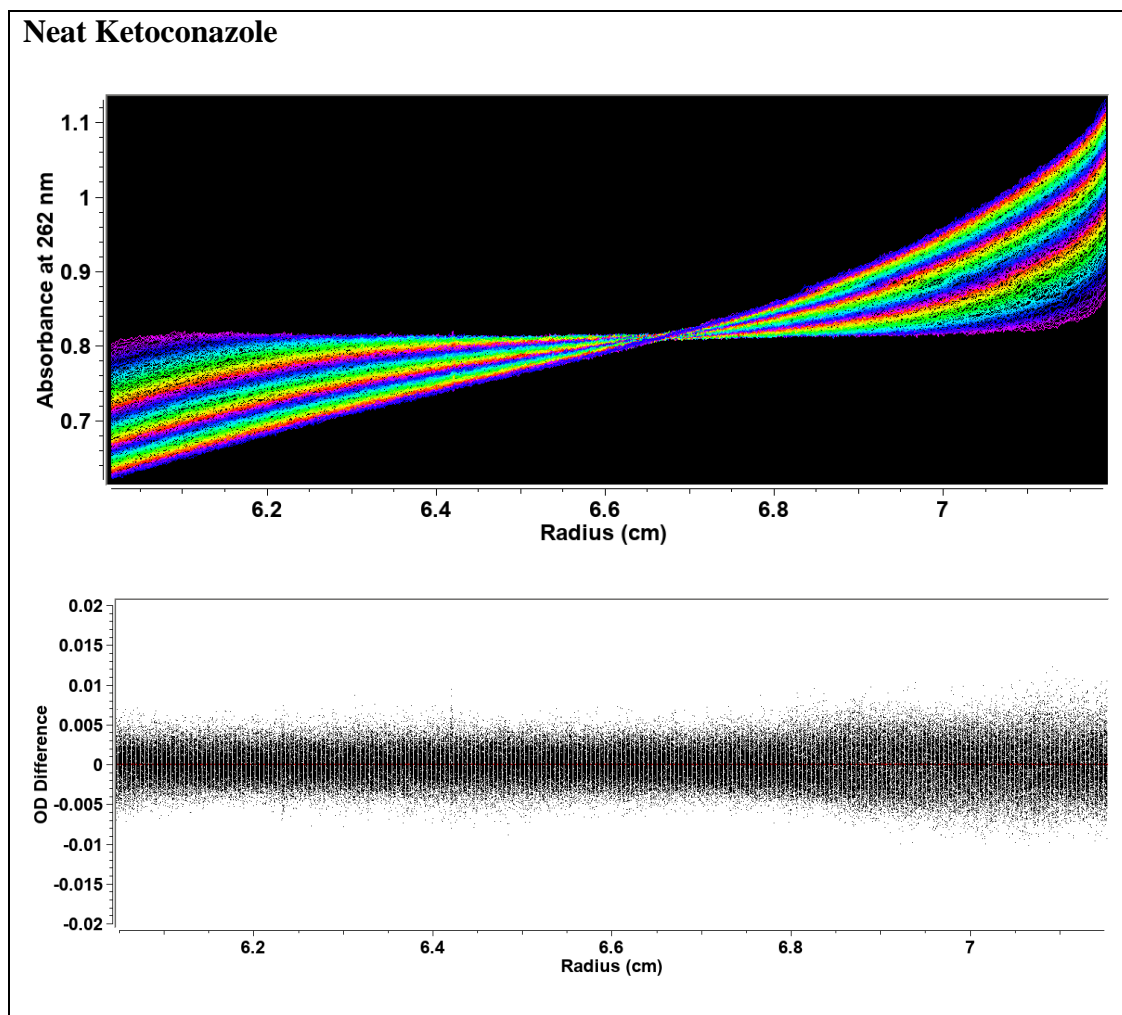 Neat Ketoconazole
1.1
1
0.9
0.8
0.7
Absorbance at 262 nm
6.2 6.4 6.6 6.8 7
Radius (cm)
0.02
0.015
0.01
0.005
0
-0.005
-0.01
-0.015
-0.02
OD Difference
6.2 6.4 6.6 6.8 7
Radius (cm)